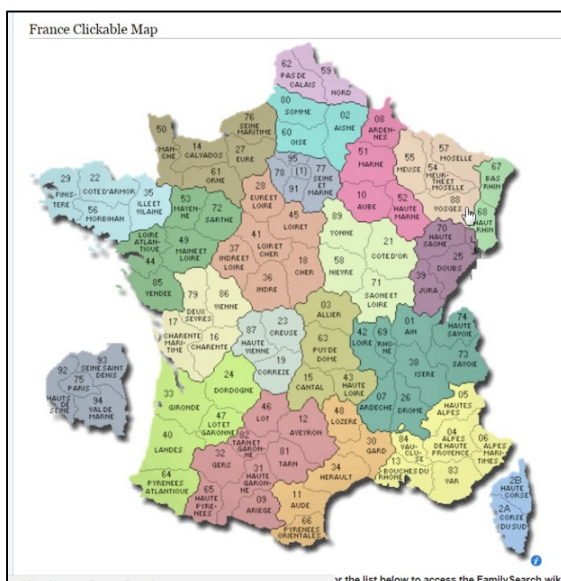 France Clickable Map
62
PAS DE
CALAIS
59
NORD
80
SOMME
02
AISNE
60
OISE
08
ARDEN-
NES
76
SEINE
MARITIME
50
MAN-
CHE
14
CALVADOS
27
EURE
61
ORNE
95
78
(1)
91
77
SEINE
ET
MARNE
51
MARNE
10
AUBE
52
HAUTE
MARNE
55
MEUSE
57
MOSELLE
54
MEUR-
THE ET
MOSELLE
88
VOSGES
67
BAS
RHIN
68
HAUT
RHIN
29
FINIS-
TERE
22
COTE D'ARMOR
56
MORBIHAN
35
ILLE ET
VILAINE
53
MAYEN-
NE
72
SARTHE
LOIRE
ATLAN-
TIQUE
44
49
MAINE ET
LOIRE
85
VENDEE
28
EURE ET
LOIR
45
LOIRET
41
LOIR ET
CHER
37
INDRE ET
LOIRE
18
CHER
36
INDRE
89
YONNE
21
COTE D'OR
58
NIEVRE
71
SAONE ET
LOIRE
70
HAUTE
SAONE
25
DOUBS
39
JURA
79
DEUX
SEVRES
86
VIENNE
17
CHARENTE
MARI-
TIME
16
CHARENTE
87
HAUTE
VIENNE
23
CREUSE
19
CORREZE
03
ALLIER
63
PUY DE
DOME
15
CANTAL
43
HAUTE
LOIRE
42
LOIRE
69
RHO-
NE
01
AIN
74
HAUTE
SAVOIE
73
SAVOIE
38
ISERE
07
ARDECHE
26
DROME
92
HAUTS
DE
SEINE
93
SEINE SAINT
DENIS
75
PARIS
94
VAL DE
MARNE
24
DORDOGNE
33
GIRONDE
47
LOT ET
GARONNE
40
LANDES
64
PYRENEES
ATLANTIQUE
46
LOT
12
AVEYRON
82
TARN ET
GARON-
NE
32
GERS
81
TARN
31
HAUTE
GARON-
NE
65
HAUTE
PYRE-
NEES
09
ARIEGE
48
LOZERE
30
GARD
34
HERAULT
11
AUDE
66
PYRENEES
ORIENTALES
05
HAUTES
ALPES
04
ALPES
DE HAUTE
PROVENCE
06
ALPES
MARI-
TIMES
84
VAU-
CLUSE
13
BOUCHES DU
RHONE
83
VAR
2B
HAUTE
CORSE
2A
CORSE
DU SUD
i
or the list below to access the FamilySearch wik